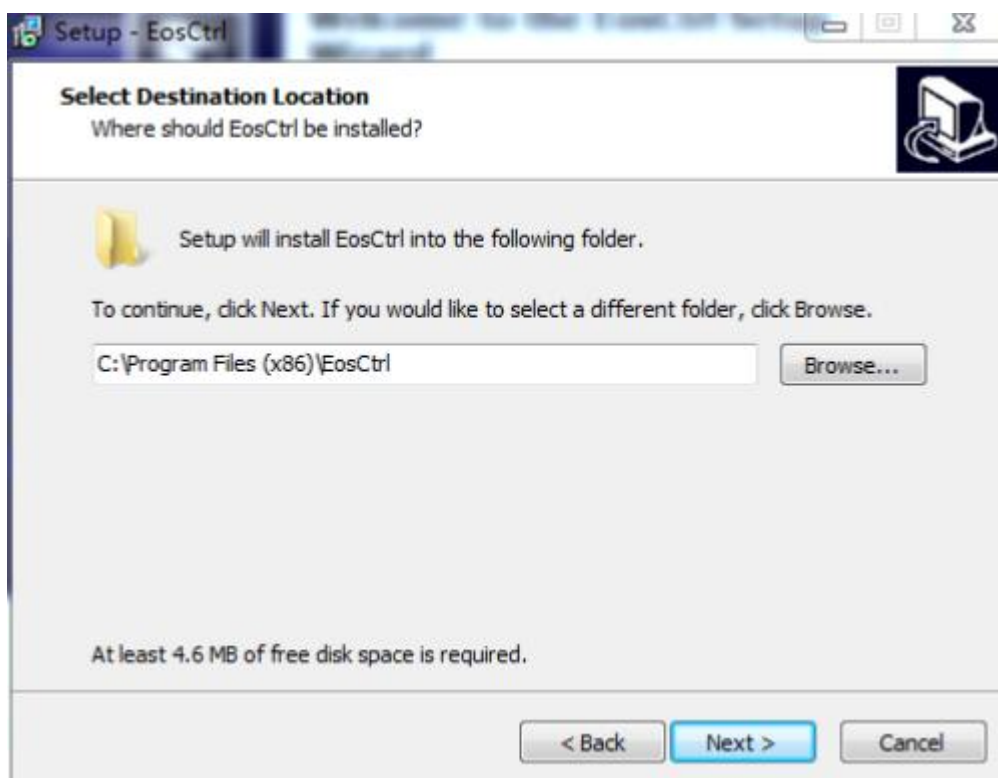 Setup - EosCtrl
Select Destination Location
Where should EosCtrl be installed?
Setup will install EosCtrl into the following folder.
To continue, click Next. If you would like to select a different folder, click Browse.
C:\Program Files (x86)\EosCtrl
Browse...
At least 4.6 MB of free disk space is required.
< Back
Next >
Cancel